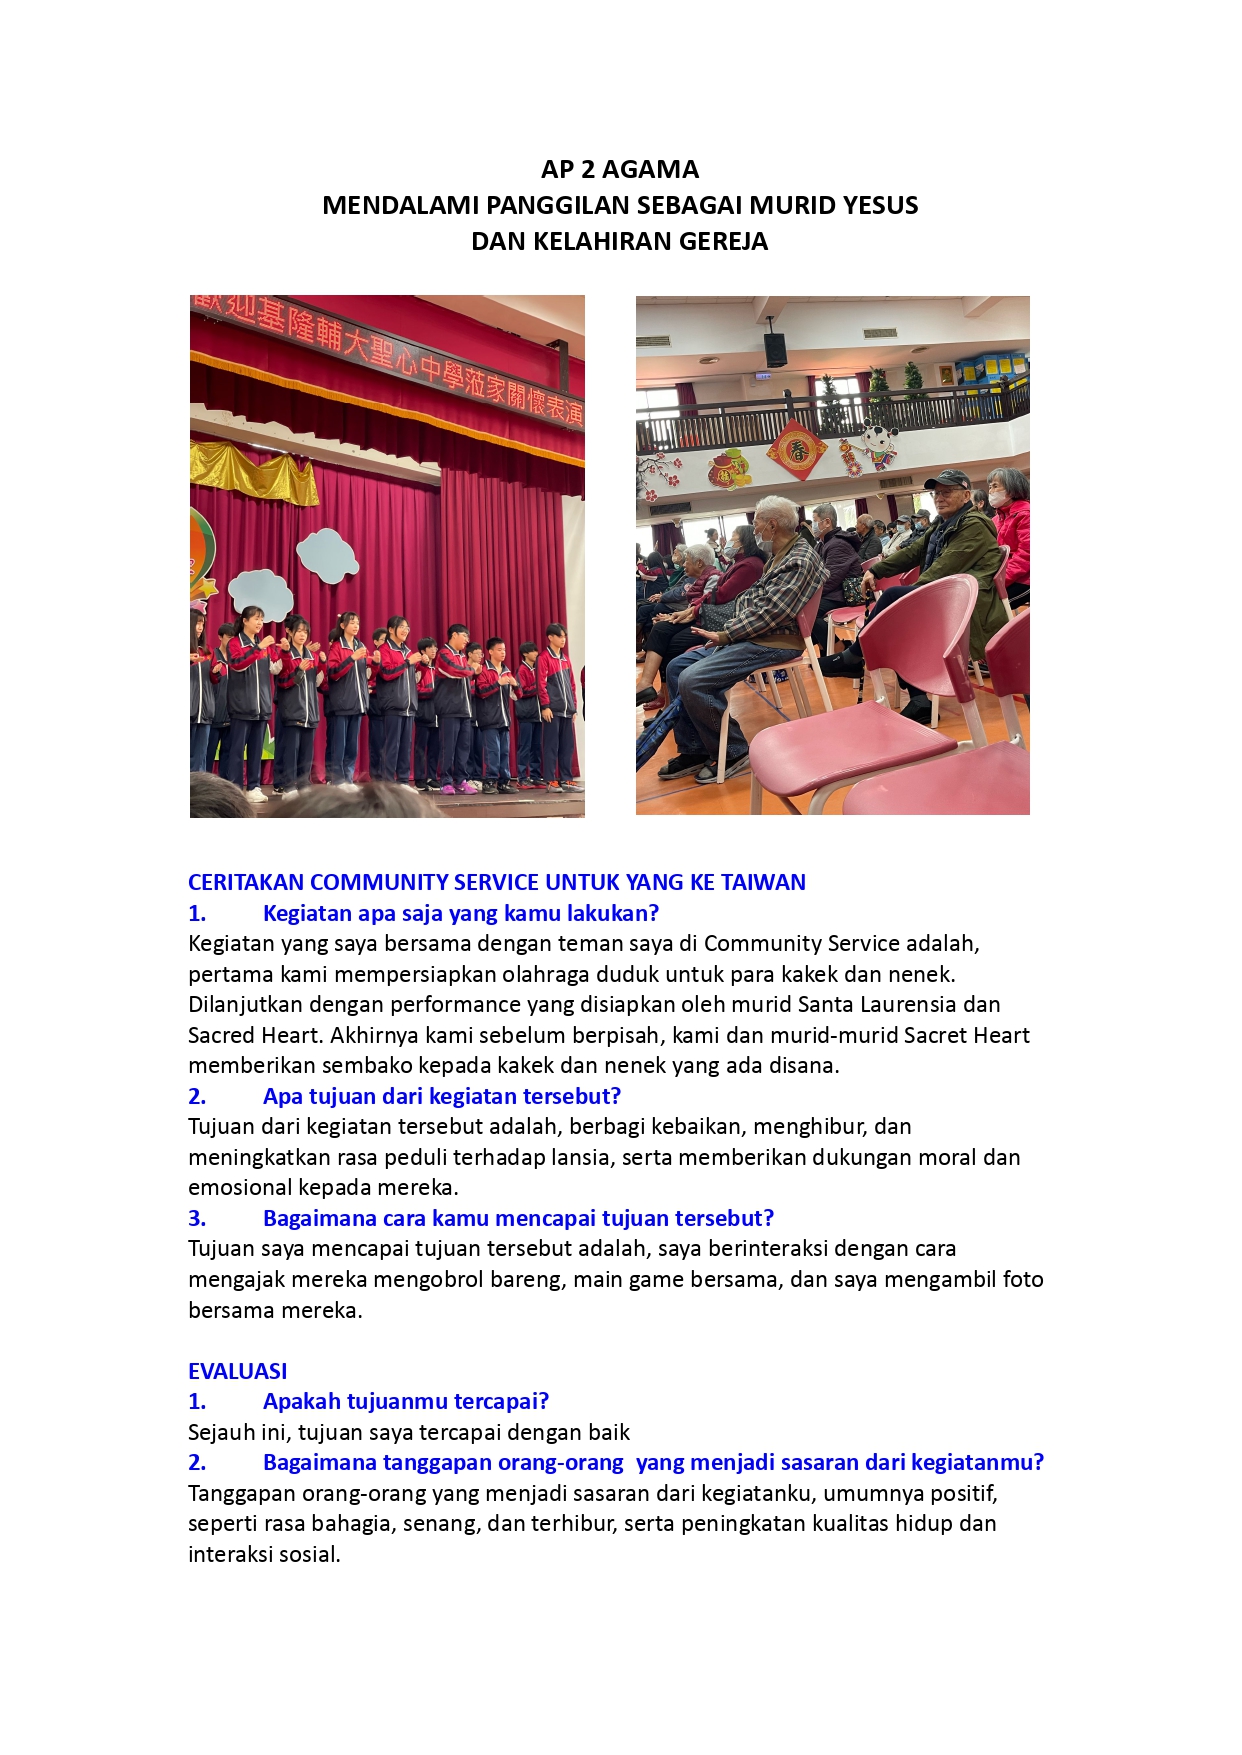 AP 2 AGAMA
MENDALAMI PANGGILAN SEBAGAI MURID YESUS
DAN KELAHIRAN GEREJA
歡迎基隆輔大聖心中學蒞家關懷表演
春
CERITAKAN COMMUNITY SERVICE UNTUK YANG KE TAIWAN
1. Kegiatan apa saja yang kamu lakukan?
Kegiatan yang saya bersama dengan teman saya di Community Service adalah,
pertama kami mempersiapkan olahraga duduk untuk para kakek dan nenek.
Dilanjutkan dengan performance yang disiapkan oleh murid Santa Laurensia dan
Sacred Heart. Akhirnya kami sebelum berpisah, kami dan murid-murid Sacret Heart
memberikan sembako kepada kakek dan nenek yang ada disana.
2. Apa tujuan dari kegiatan tersebut?
Tujuan dari kegiatan tersebut adalah, berbagi kebaikan, menghibur, dan
meningkatkan rasa peduli terhadap lansia, serta memberikan dukungan moral dan
emosional kepada mereka.
3. Bagaimana cara kamu mencapai tujuan tersebut?
Tujuan saya mencapai tujuan tersebut adalah, saya berinteraksi dengan cara
mengajak mereka mengobrol bareng, main game bersama, dan saya mengambil foto
bersama mereka.
EVALUASI
1. Apakah tujuanmu tercapai?
Sejauh ini, tujuan saya tercapai dengan baik
2. Bagaimana tanggapan orang-orang  yang menjadi sasaran dari kegiatanmu?
Tanggapan orang-orang yang menjadi sasaran dari kegiatanku, umumnya positif,
seperti rasa bahagia, senang, dan terhibur, serta peningkatan kualitas hidup dan
interaksi sosial.